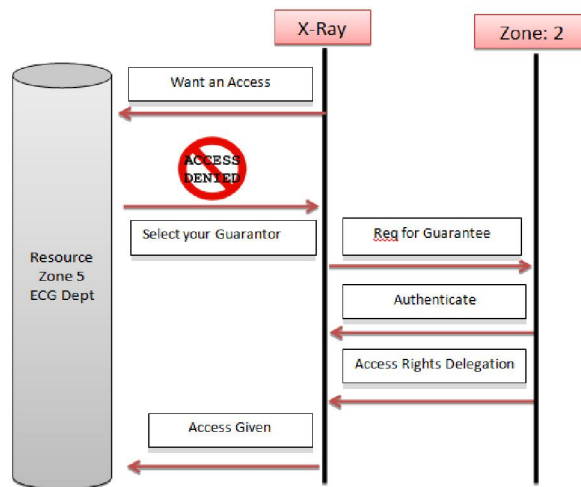 X-Ray
Zone: 2
Want an Access
ACCESS
DENIED
Select your Guarantor
Req for Guarantee
Resource
Zone 5
ECG Dept
Authenticate
Access Rights Delegation
Access Given